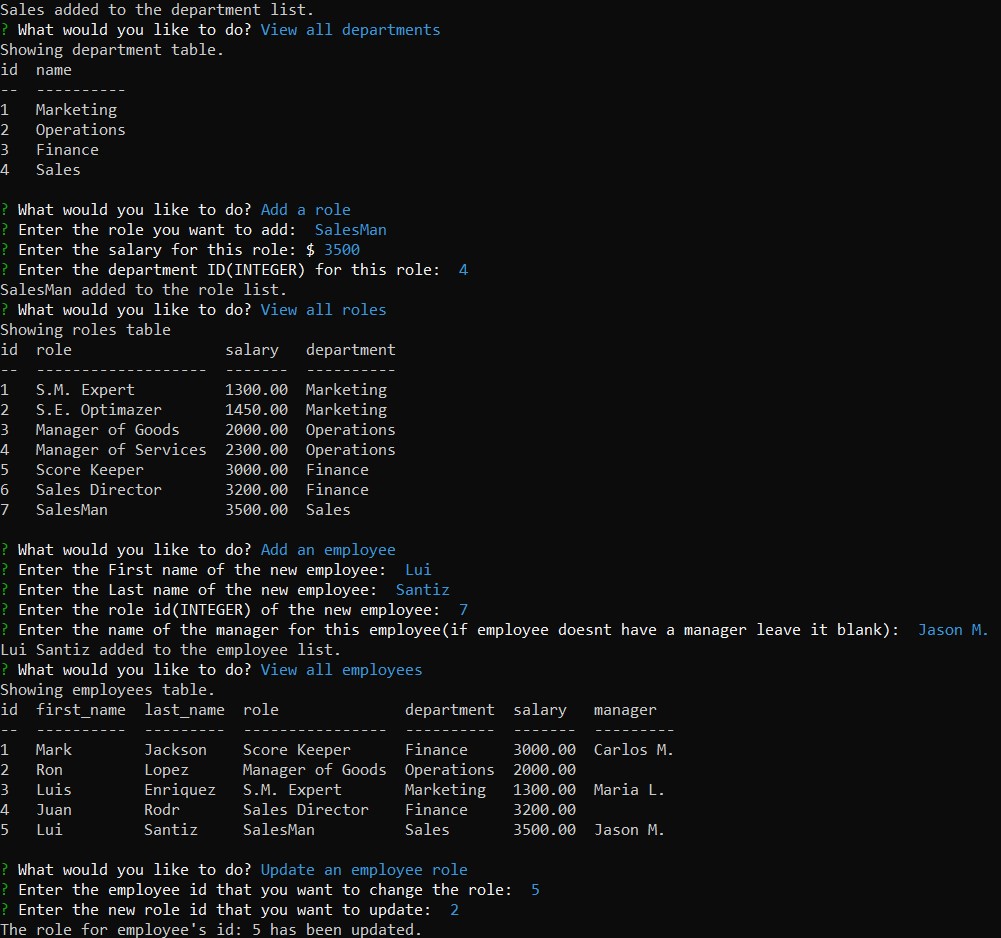 Sales added to the department list.
? What would you like to do? View all departments
Showing department table.
id  name
--  ----------
1   Marketing
2   Operations
3   Finance
4   Sales
? What would you like to do? Add a role
? Enter the role you want to add:  SalesMan
? Enter the salary for this role: $ 3500
? Enter the department ID(INTEGER) for this role:  4
SalesMan added to the role list.
? What would you like to do? View all roles
Showing roles table
id  role                 salary   department
--  -------------------  -------  ----------
1   S.M. Expert          1300.00  Marketing
2   S.E. Optimazer       1450.00  Marketing
3   Manager of Goods     2000.00  Operations
4   Manager of Services  2300.00  Operations
5   Score Keeper         3000.00  Finance
6   Sales Director       3200.00  Finance
7   SalesMan             3500.00  Sales
? What would you like to do? Add an employee
? Enter the First name of the new employee:  Lui
? Enter the Last name of the new employee:  Santiz
? Enter the role id(INTEGER) of the new employee:  7
? Enter the name of the manager for this employee(if employee doesnt have a manager leave it blank):  Jason M.
Lui Santiz added to the employee list.
? What would you like to do? View all employees
Showing employees table.
id  first_name  last_name  role              department  salary   manager
--  ----------  ---------  ----------------  ----------  -------  ---------
1   Mark        Jackson    Score Keeper      Finance     3000.00  Carlos M.
2   Ron         Lopez      Manager of Goods  Operations  2000.00
3   Luis        Enriquez   S.M. Expert       Marketing   1300.00  Maria L.
4   Juan        Rodr       Sales Director    Finance     3200.00
5   Lui         Santiz     SalesMan          Sales       3500.00  Jason M.
? What would you like to do? Update an employee role
? Enter the employee id that you want to change the role:  5
? Enter the new role id that you want to update:  2
The role for employee's id: 5 has been updated.